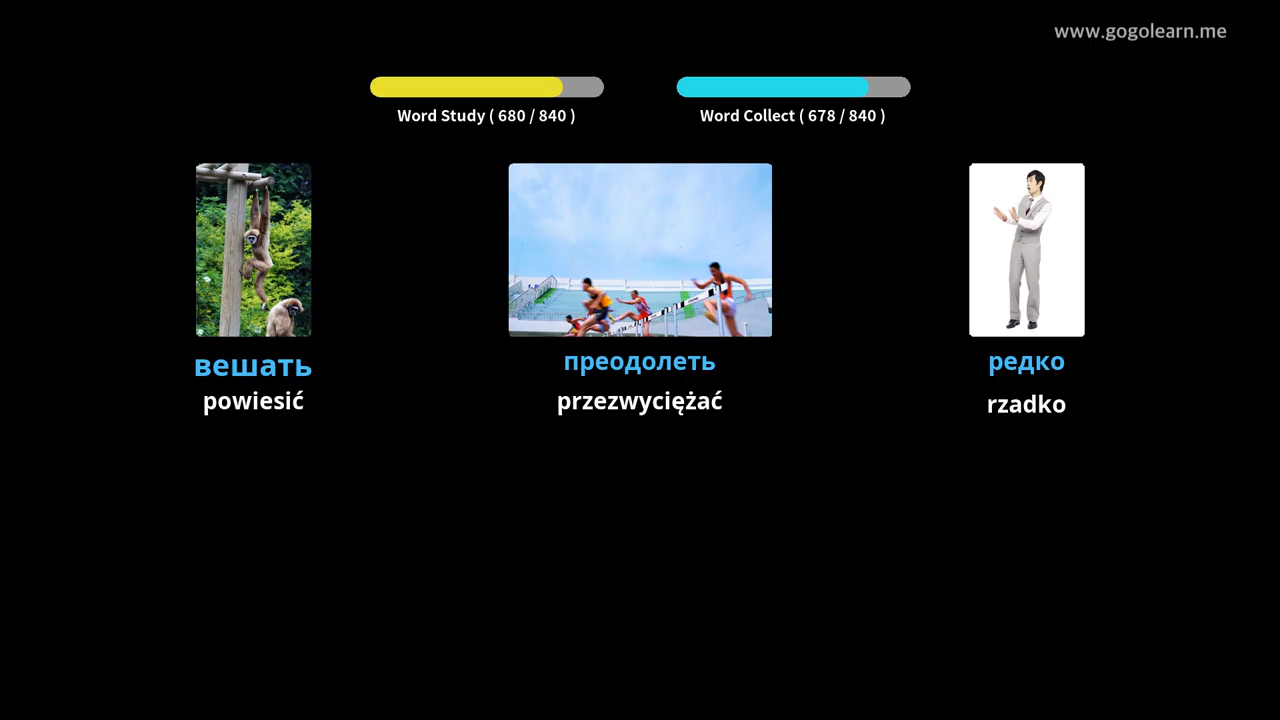 www.gogolearn.me
Word Study ( 680 / 840 )
Word Collect ( 678 / 840 )
вешать
преодолеть
редко
powiesić
przezwyciężać
rzadko